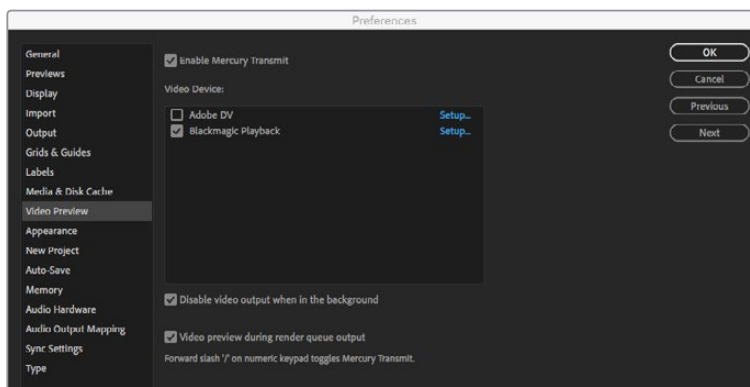 Preferences
General
Previews
Display
Import
Output
Grids & Guides
Labels
Media & Disk Cache
Video Preview
Appearance
New Project
Auto-Save
Memory
Audio Hardware
Audio Output Mapping
Sync Settings
Type
Enable Mercury Transmit
Video Device:
Adobe DV Setup...
Blackmagic Playback Setup...
Disable video output when in the background
Video preview during render queue output
Forward slash '/' on numeric keypad toggles Mercury Transmit.
OK
Cancel
Previous
Next